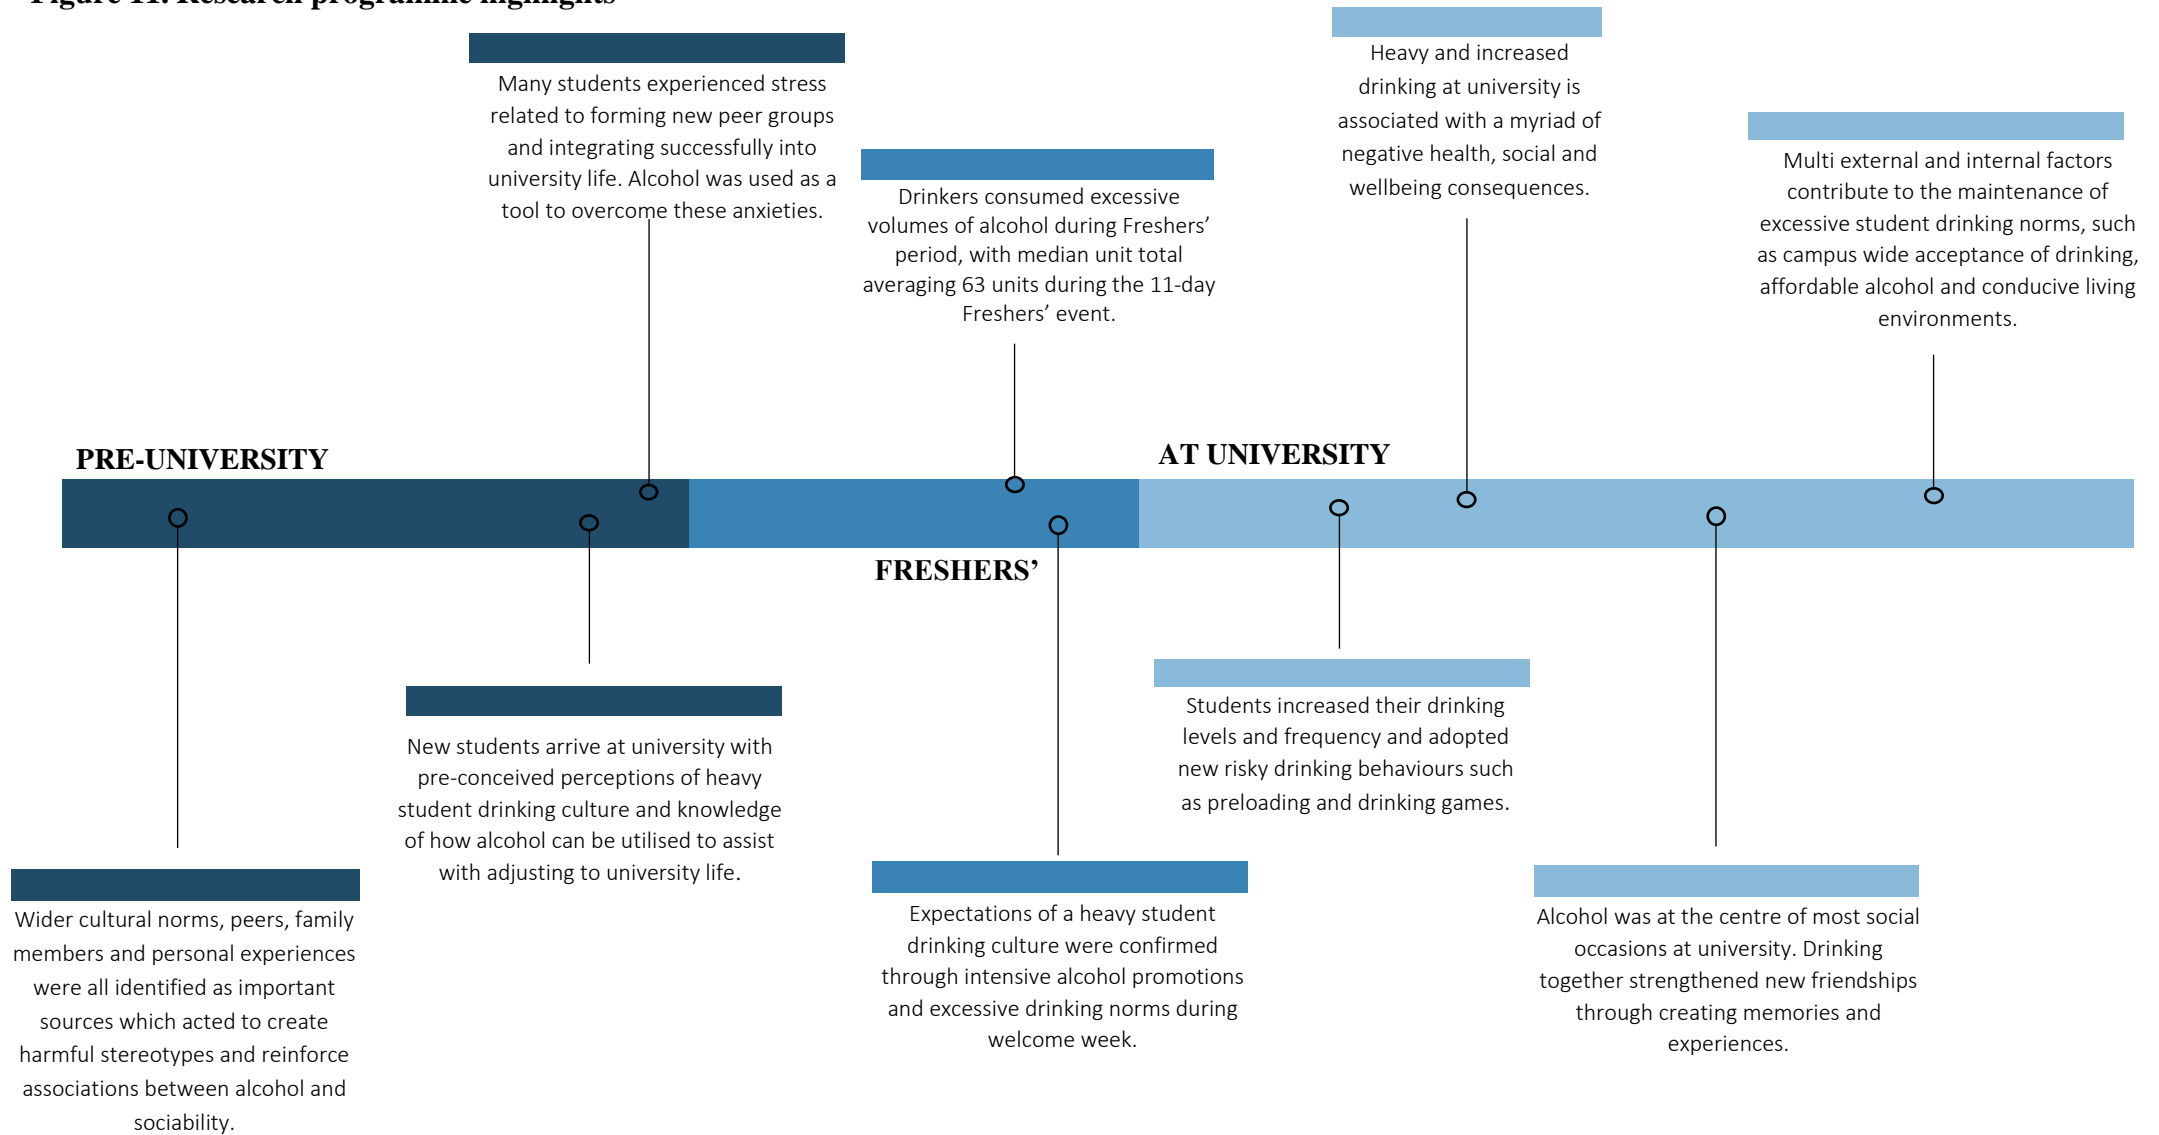 Figure 11. Research programme highlights
Many students experienced stress
related to forming new peer groups
and integrating successfully into
university life. Alcohol was used as a
tool to overcome these anxieties.
Drinkers consumed excessive
volumes of alcohol during Freshers’
period, with median unit total
averaging 63 units during the 11-day
Freshers’ event.
Heavy and increased
drinking at university is
associated with a myriad of
negative health, social and
wellbeing consequences.
Multi external and internal factors
contribute to the maintenance of
excessive student drinking norms, such
as campus wide acceptance of drinking,
affordable alcohol and conducive living
environments.
PRE-UNIVERSITY
AT UNIVERSITY
FRESHERS’
Wider cultural norms, peers, family
members and personal experiences
were all identified as important
sources which acted to create
harmful stereotypes and reinforce
associations between alcohol and
sociability.
New students arrive at university with
pre-conceived perceptions of heavy
student drinking culture and knowledge
of how alcohol can be utilised to assist
with adjusting to university life.
Expectations of a heavy student
drinking culture were confirmed
through intensive alcohol promotions
and excessive drinking norms during
welcome week.
Students increased their drinking
levels and frequency and adopted
new risky drinking behaviours such
as preloading and drinking games.
Alcohol was at the centre of most social
occasions at university. Drinking
together strengthened new friendships
through creating memories and
experiences.